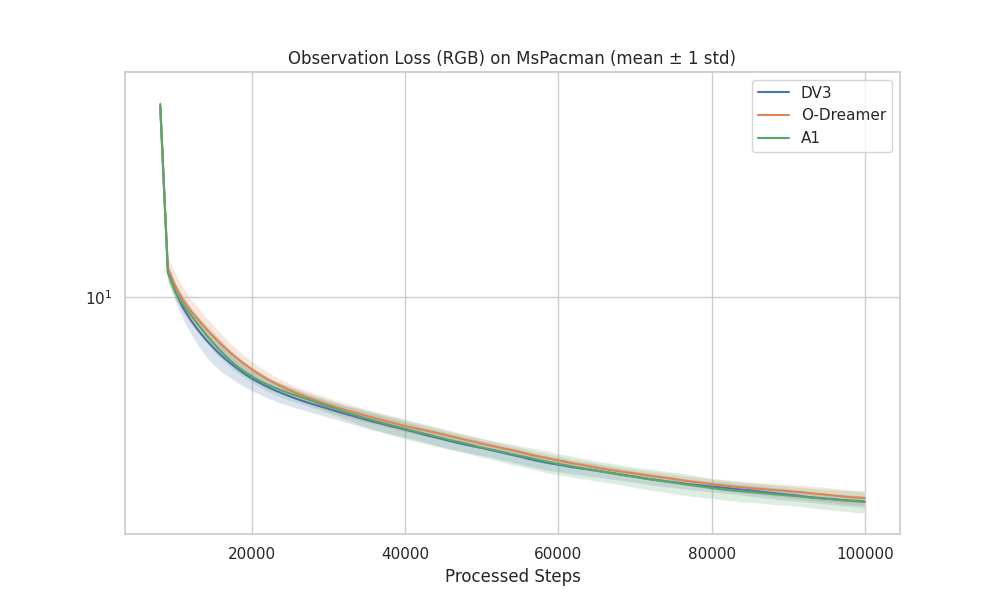 Observation Loss (RGB) on MsPacman (mean ± 1 std)
DV3
O-Dreamer
A1
10¹
20000 40000 60000 80000 100000
Processed Steps